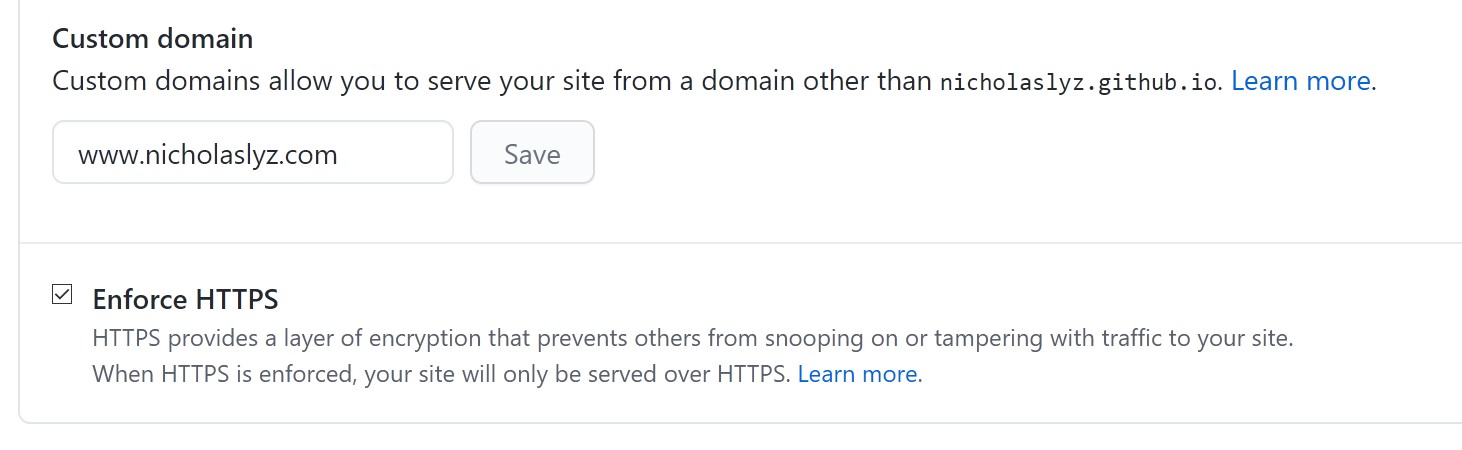 Custom domain
Custom domains allow you to serve your site from a domain other than nicholaslyz.github.io. Learn more.
www.nicholaslyz.com Save
Enforce HTTPS
HTTPS provides a layer of encryption that prevents others from snooping on or tampering with traffic to your site.
When HTTPS is enforced, your site will only be served over HTTPS. Learn more.